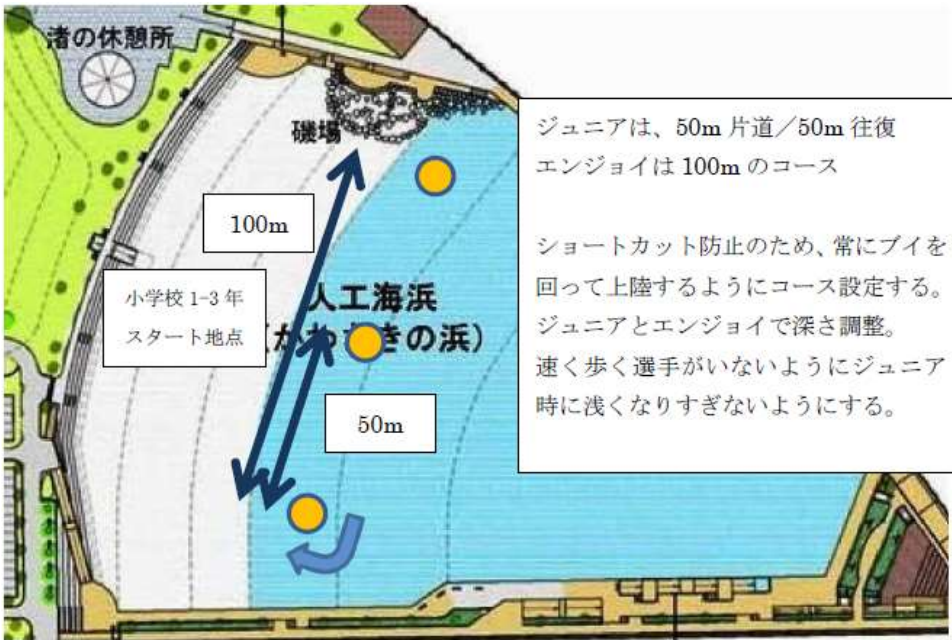 渚の休憩所
磯場
100m
小学校 1-3 年
スタート地点
人工海浜
きの浜)
50m
ジュニアは、50m 片道／50m 往復
エンジョイは 100m のコース
ショートカット防止のため、常にブイを
回って上陸するようにコース設定する。
ジュニアとエンジョイで深さ調整。
速く歩く選手がいないようにジュニア
時に浅くなりすぎないようにする。